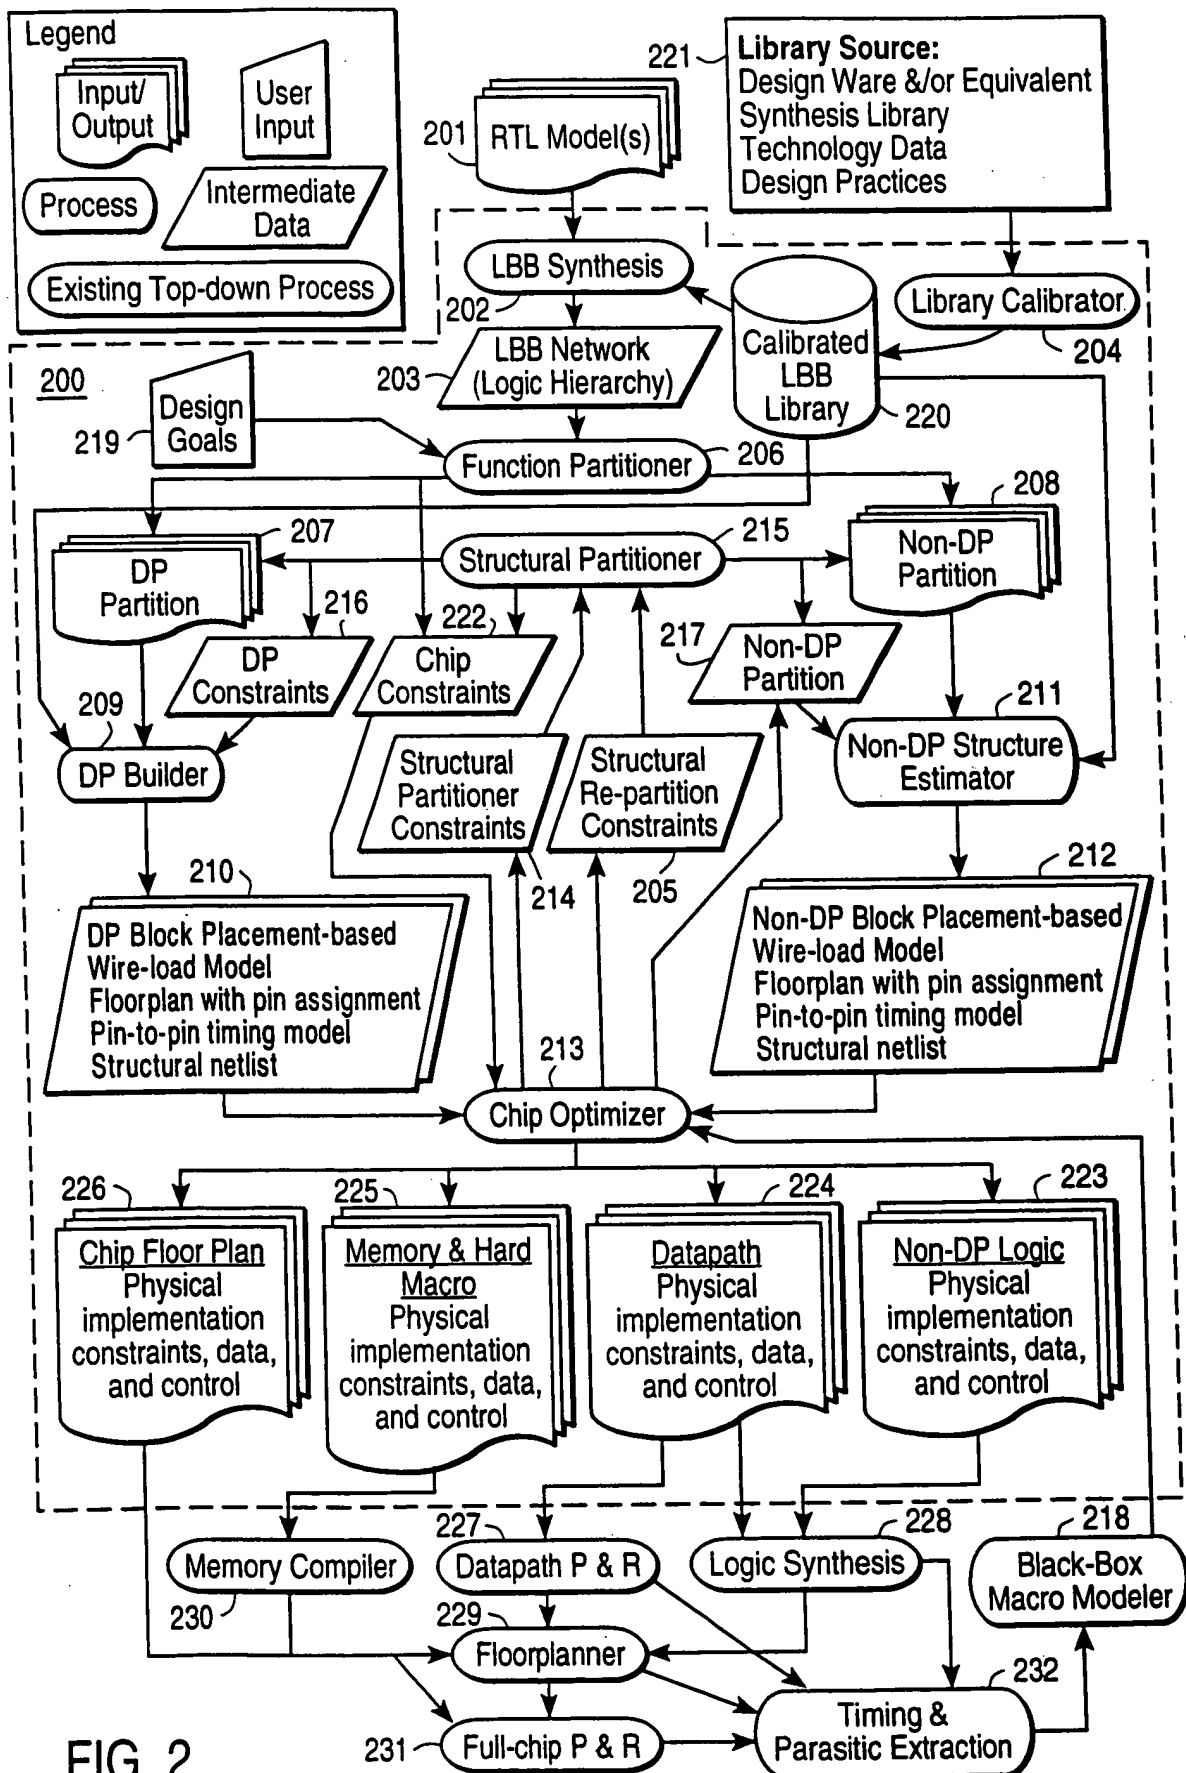 Legend
Input/
Output
User
Input
Process
Intermediate
Data
Existing Top-down Process
221
Library Source:
Design Ware &/or Equivalent
Synthesis Library
Technology Data
Design Practices
201
RTL Model(s)
LBB Synthesis
202
Library Calibrator
204
LBB Network
(Logic Hierarchy)
203
Calibrated
LBB
Library
220
200
Design
Goals
219
Function Partitioner
206
207
DP
Partition
Structural Partitioner
215
208
Non-DP
Partition
216
DP
Constraints
222
Chip
Constraints
217
Non-DP
Partition
209
DP Builder
Structural
Partitioner
Constraints
214
Structural
Re-partition
Constraints
205
211
Non-DP Structure
Estimator
210
DP Block Placement-based
Wire-load Model
Floorplan with pin assignment
Pin-to-pin timing model
Structural netlist
212
Non-DP Block Placement-based
Wire-load Model
Floorplan with pin assignment
Pin-to-pin timing model
Structural netlist
213
Chip Optimizer
226
Chip Floor Plan
Physical
implementation
constraints, data,
and control
225
Memory & Hard
Macro
Physical
implementation
constraints, data,
and control
224
Datapath
Physical
implementation
constraints, data,
and control
223
Non-DP Logic
Physical
implementation
constraints, data,
and control
Memory Compiler
230
227
Datapath P & R
228
Logic Synthesis
218
Black-Box
Macro Modeler
229
Floorplanner
231
Full-chip P & R
232
Timing &
Parasitic Extraction
FIG. 2